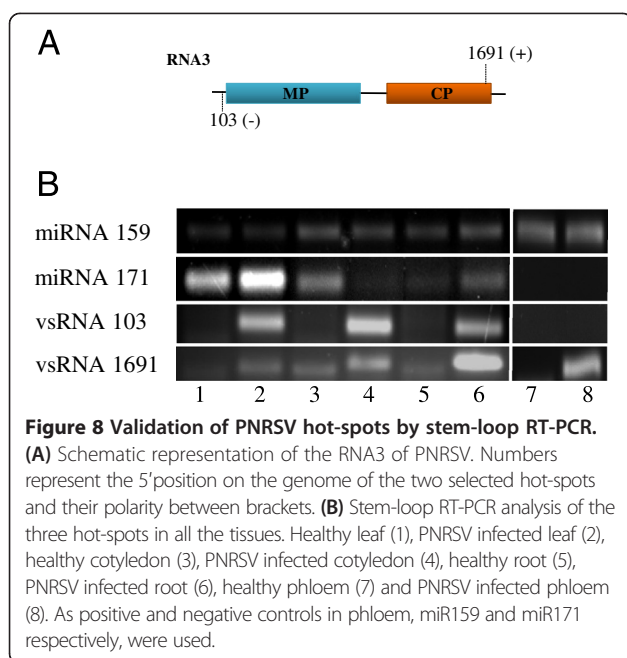 A
RNA3
1691 (+)
MP
CP
103 (-)
B
miRNA 159
miRNA 171
vsRNA 103
vsRNA 1691
1 2 3 4 5 6 7 8
Figure 8 Validation of PNRSV hot-spots by stem-loop RT-PCR.
(A) Schematic representation of the RNA3 of PNRSV. Numbers
represent the 5′position on the genome of the two selected hot-spots
and their polarity between brackets. (B) Stem-loop RT-PCR analysis of the
three hot-spots in all the tissues. Healthy leaf (1), PNRSV infected leaf (2),
healthy cotyledon (3), PNRSV infected cotyledon (4), healthy root (5),
PNRSV infected root (6), healthy phloem (7) and PNRSV infected phloem
(8). As positive and negative controls in phloem, miR159 and miR171
respectively, were used.